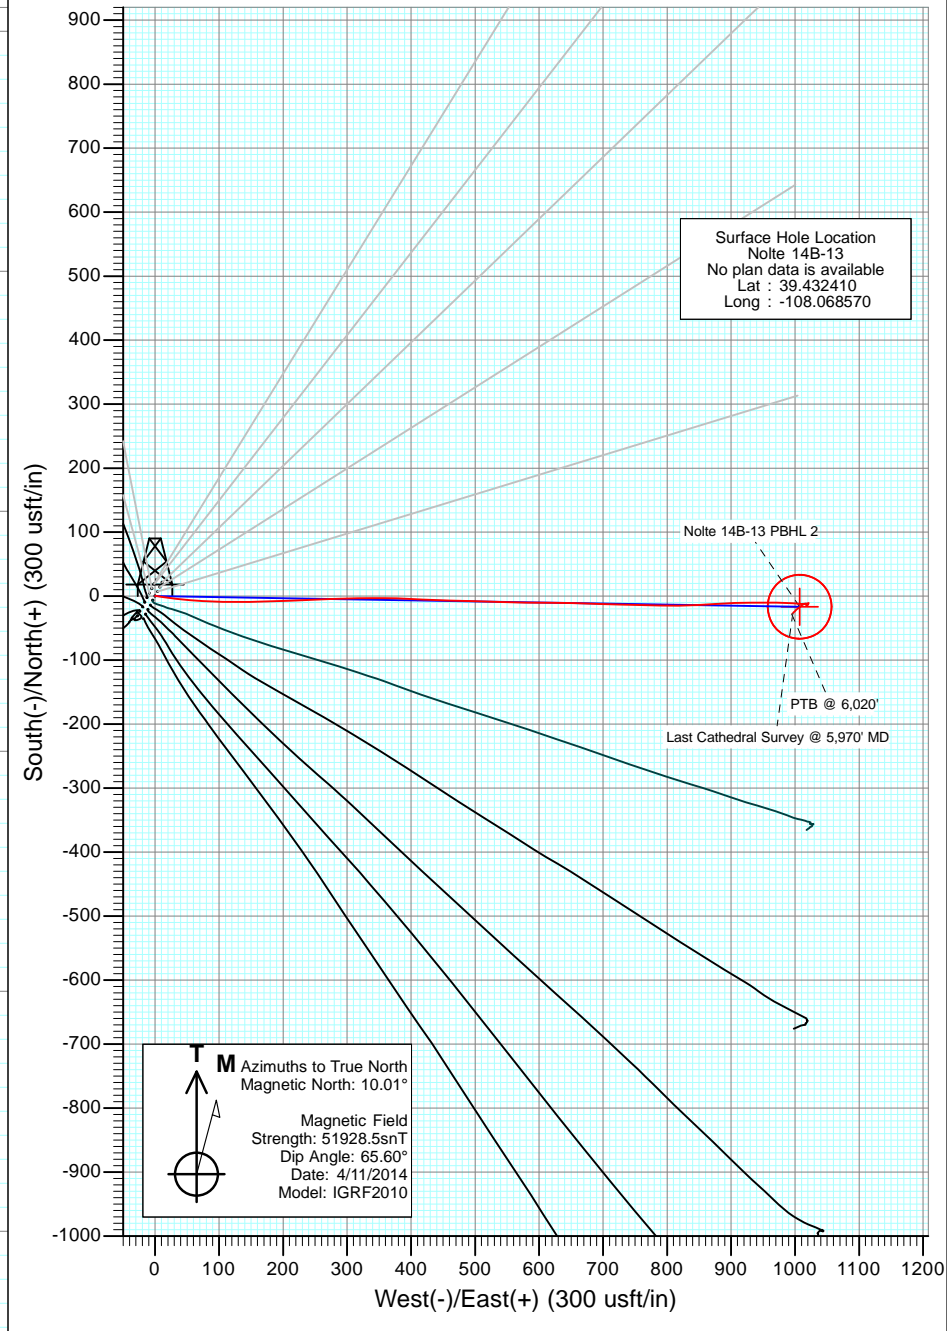 900
800
700
600
500
400
300
200
100
0
-100
-200
-300
-400
-500
-600
-700
-800
-900
-1000
South(-)/North(+) (300 usft/in)
Surface Hole Location
Nolte 14B-13
No plan data is available
Lat : 39.432410
Long : -108.068570
Nolte 14B-13 PBHL 2
PTB @ 6,020'
Last Cathedral Survey @ 5,970' MD
T
M
Azimuths to True North
Magnetic North: 10.01°
Magnetic Field
Strength: 51928.5snT
Dip Angle: 65.60°
Date: 4/11/2014
Model: IGRF2010
0 100 200 300 400 500 600 700 800 900 1000 1100 1200
West(-)/East(+) (300 usft/in)